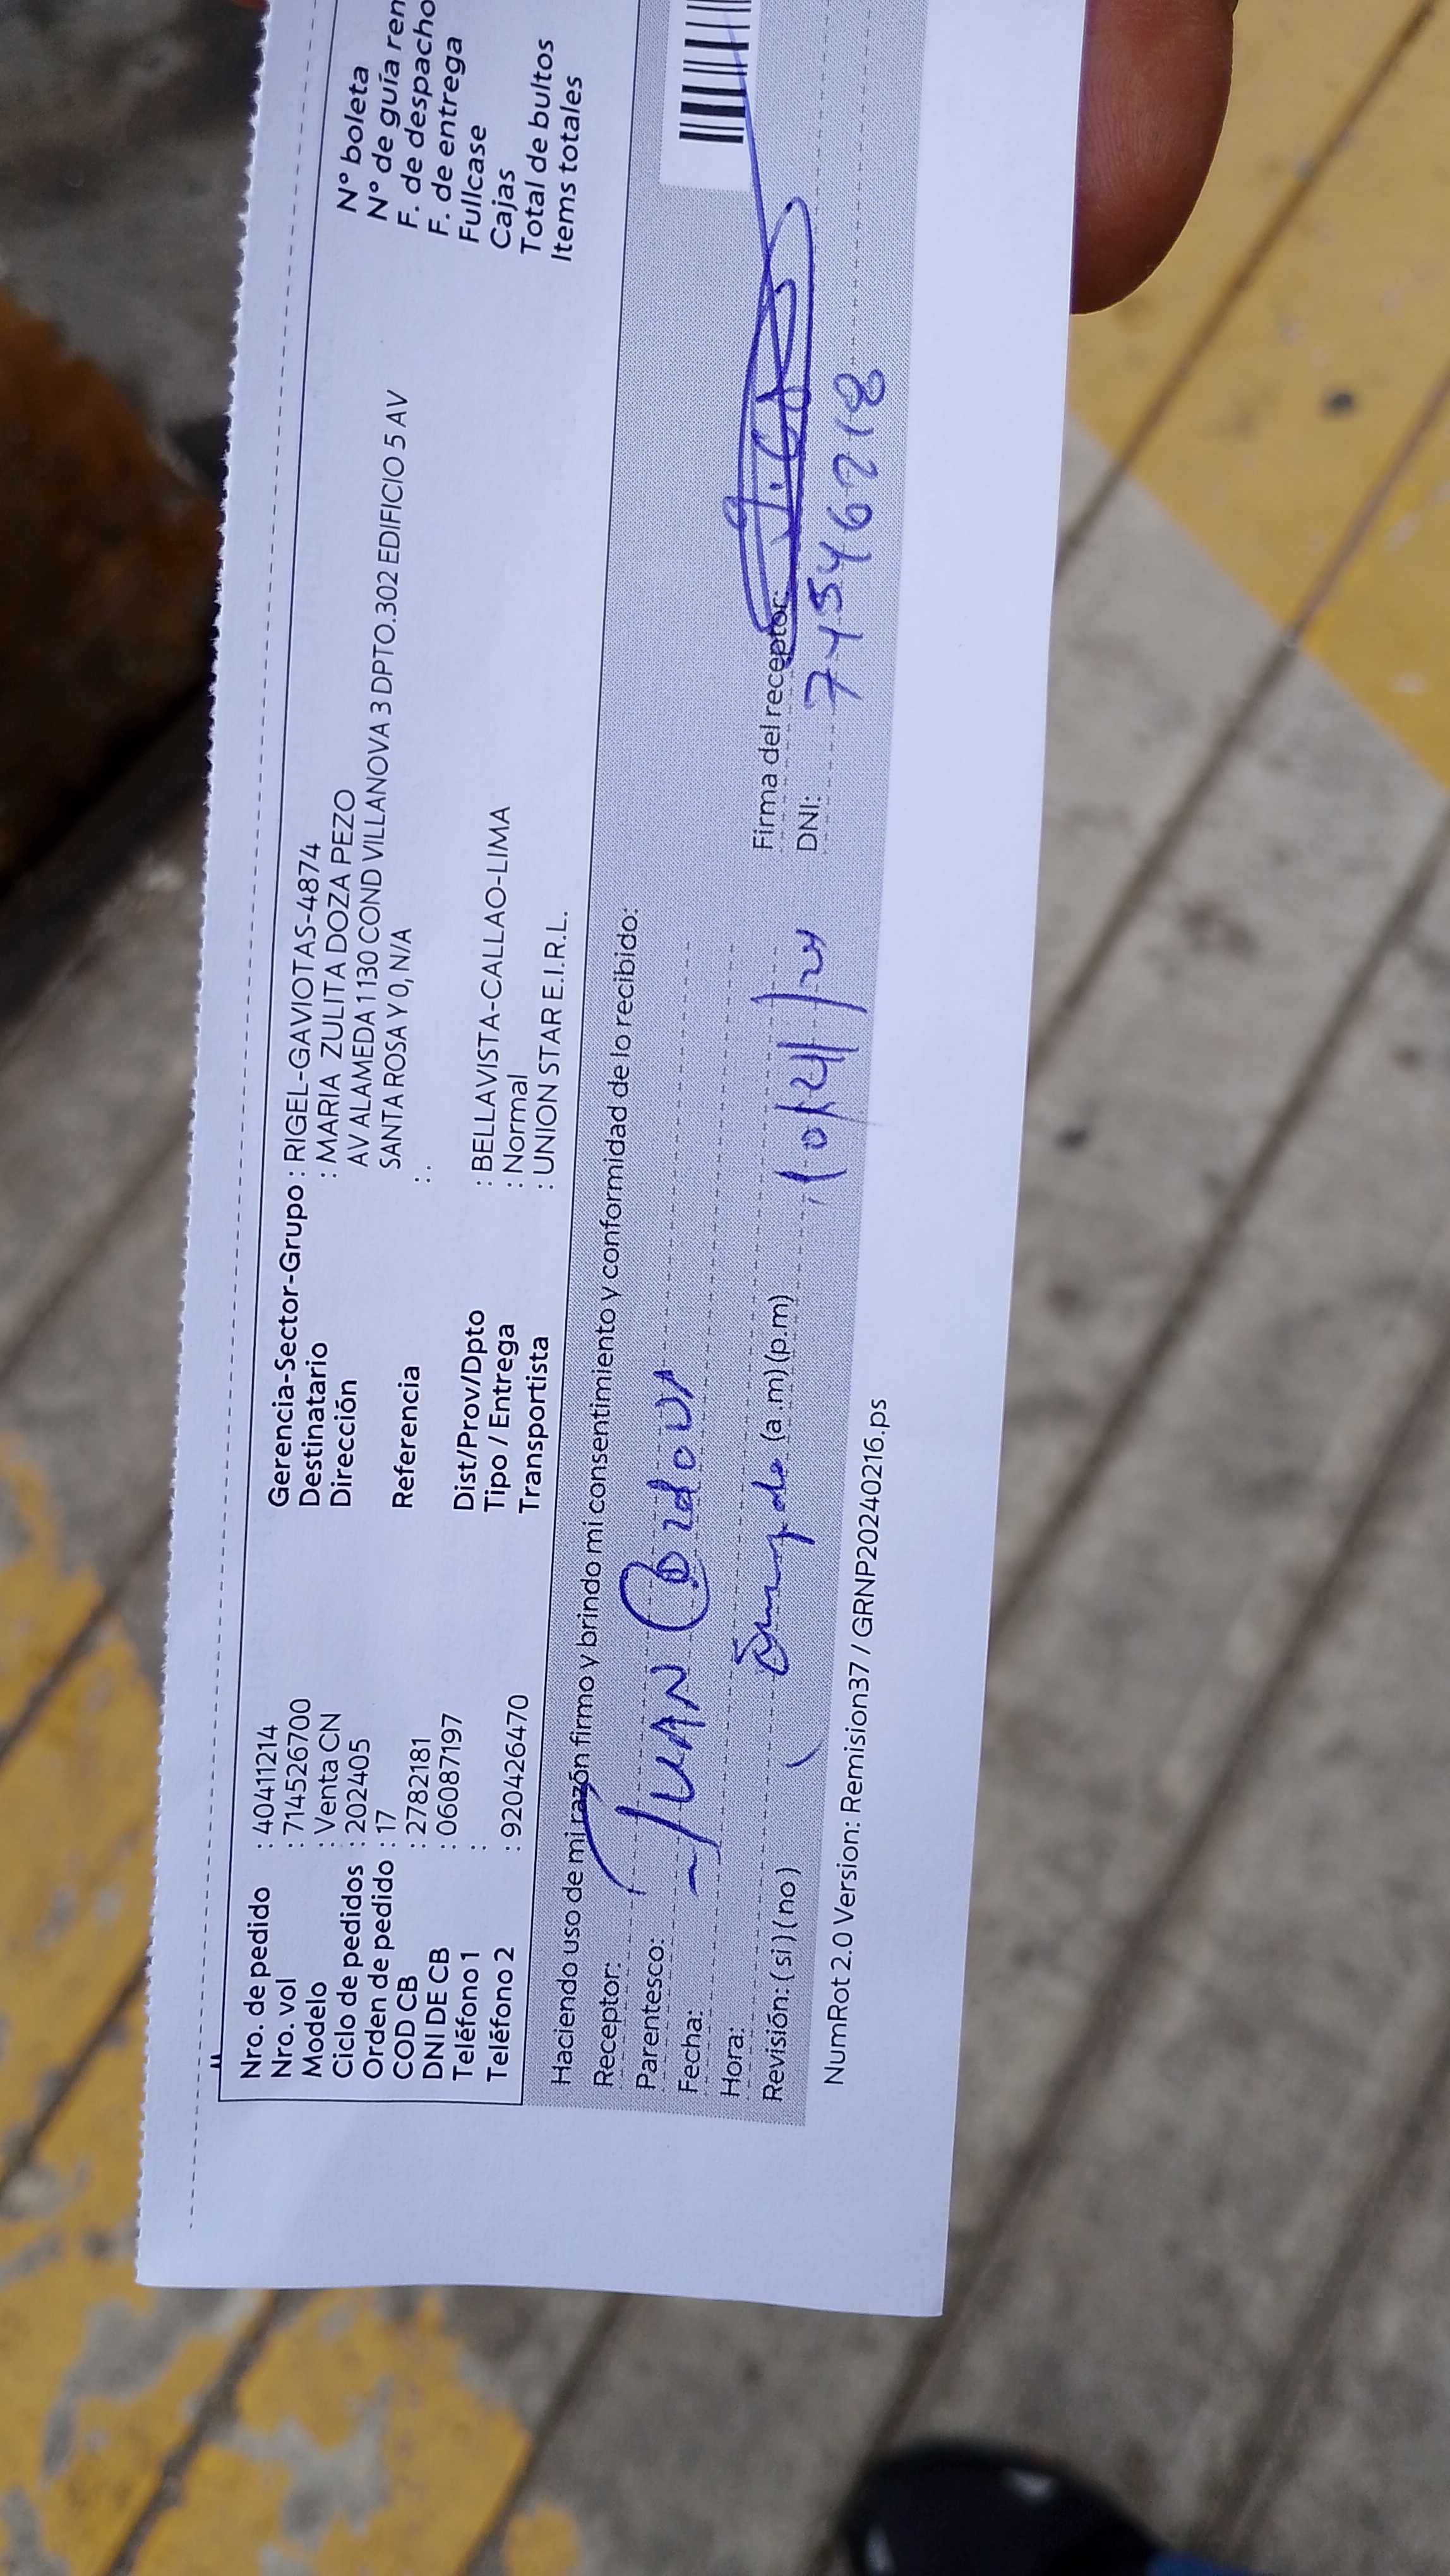 Nro. de pedido : 40411214
Nro. vol : 714526700
Modelo : Venta CN
Ciclo de pedidos : 202405
Orden de pedido : 17
COD CB : 2782181
DNI DE CB : 06087197
Teléfono 1 :
Teléfono 2 : 920426470
Gerencia-Sector-Grupo : RIGEL-GAVIOTAS-4874
Destinatario : MARIA ZULITA DOZA PEZO
Dirección AV ALAMEDA 1130 COND VILLANOVA 3 DPTO.302 EDIFICIO 5 AV
SANTA ROSA Y 0, N/A
Referencia : .
Dist/Prov/Dpto : BELLAVISTA-CALLAO-LIMA
Tipo / Entrega : Normal
Transportista : UNION STAR E.I.R.L.
N° boleta
N° de guía ren
F. de despacho
F. de entrega
Fullcase
Cajas
Total de bultos
Items totales
Haciendo uso de mi razón firmo y brindo mi consentimiento y conformidad de lo recibido:
Receptor:
Parentesco: JUAN
Fecha:
Hora:
Revisión: ( si ) ( no ) (a .m) (p.m)
Firma del receptor:
DNI: 74546218
NumRot 2.0 Version: Remision37 / GRNP20240216.ps